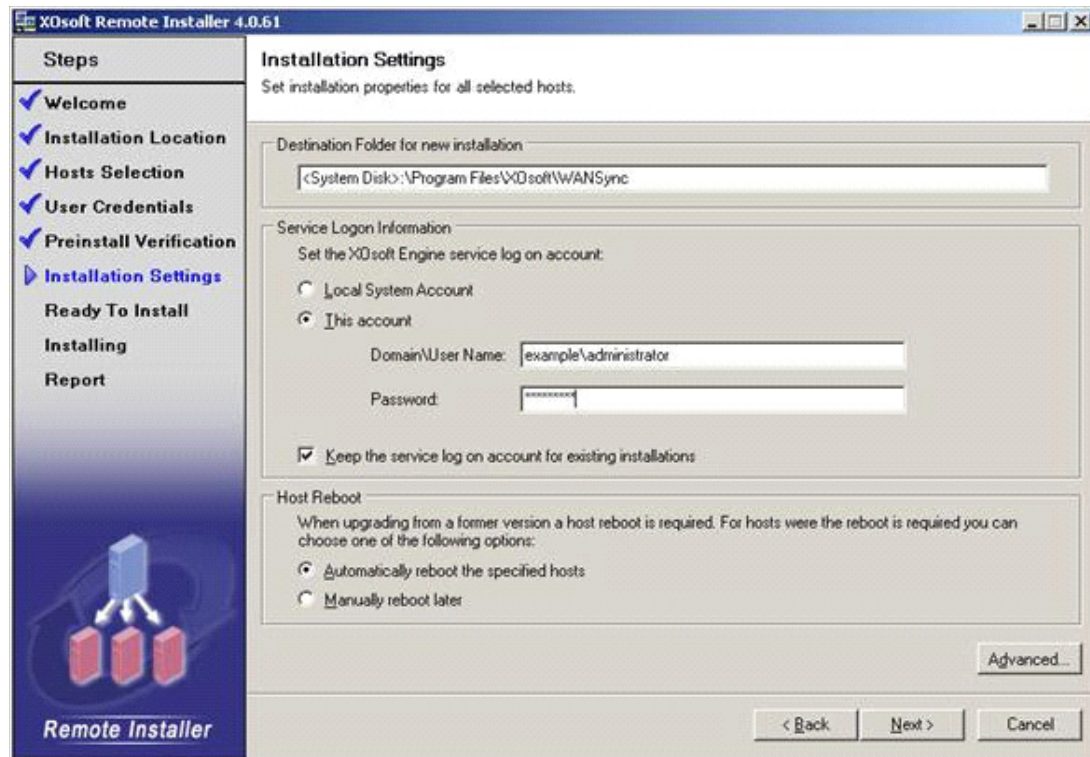 XOsoft Remote Installer 4.0.61
Steps
Welcome
Installation Location
Hosts Selection
User Credentials
Preinstall Verification
Installation Settings
Ready To Install
Installing
Report
Remote Installer
Installation Settings
Set installation properties for all selected hosts.
Destination Folder for new installation
<System Disk>:\Program Files\XOsoft\WANSync
Service Logon Information
Set the XOsoft Engine service log on account:
Local System Account
This account
Domain\User Name: example\administrator
Password: *********
Keep the service log on account for existing installations
Host Reboot
When upgrading from a former version a host reboot is required. For hosts were the reboot is required you can
choose one of the following options:
Automatically reboot the specified hosts
Manually reboot later
Advanced...
< Back Next > Cancel